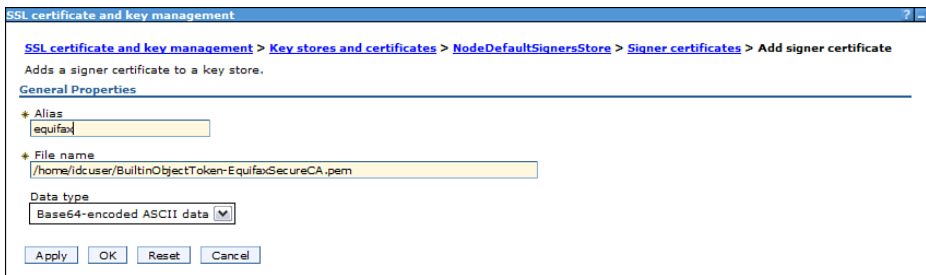 SSL certificate and key management ? -
SSL certificate and key management > Key stores and certificates > NodeDefaultSignersStore > Signer certificates > Add signer certificate
Adds a signer certificate to a key store.
General Properties
* Alias
equifax
* File name
/home/idcuser/BuiltinObjectToken-EquifaxSecureCA.pem
Data type
Base64-encoded ASCII data
Apply OK Reset Cancel